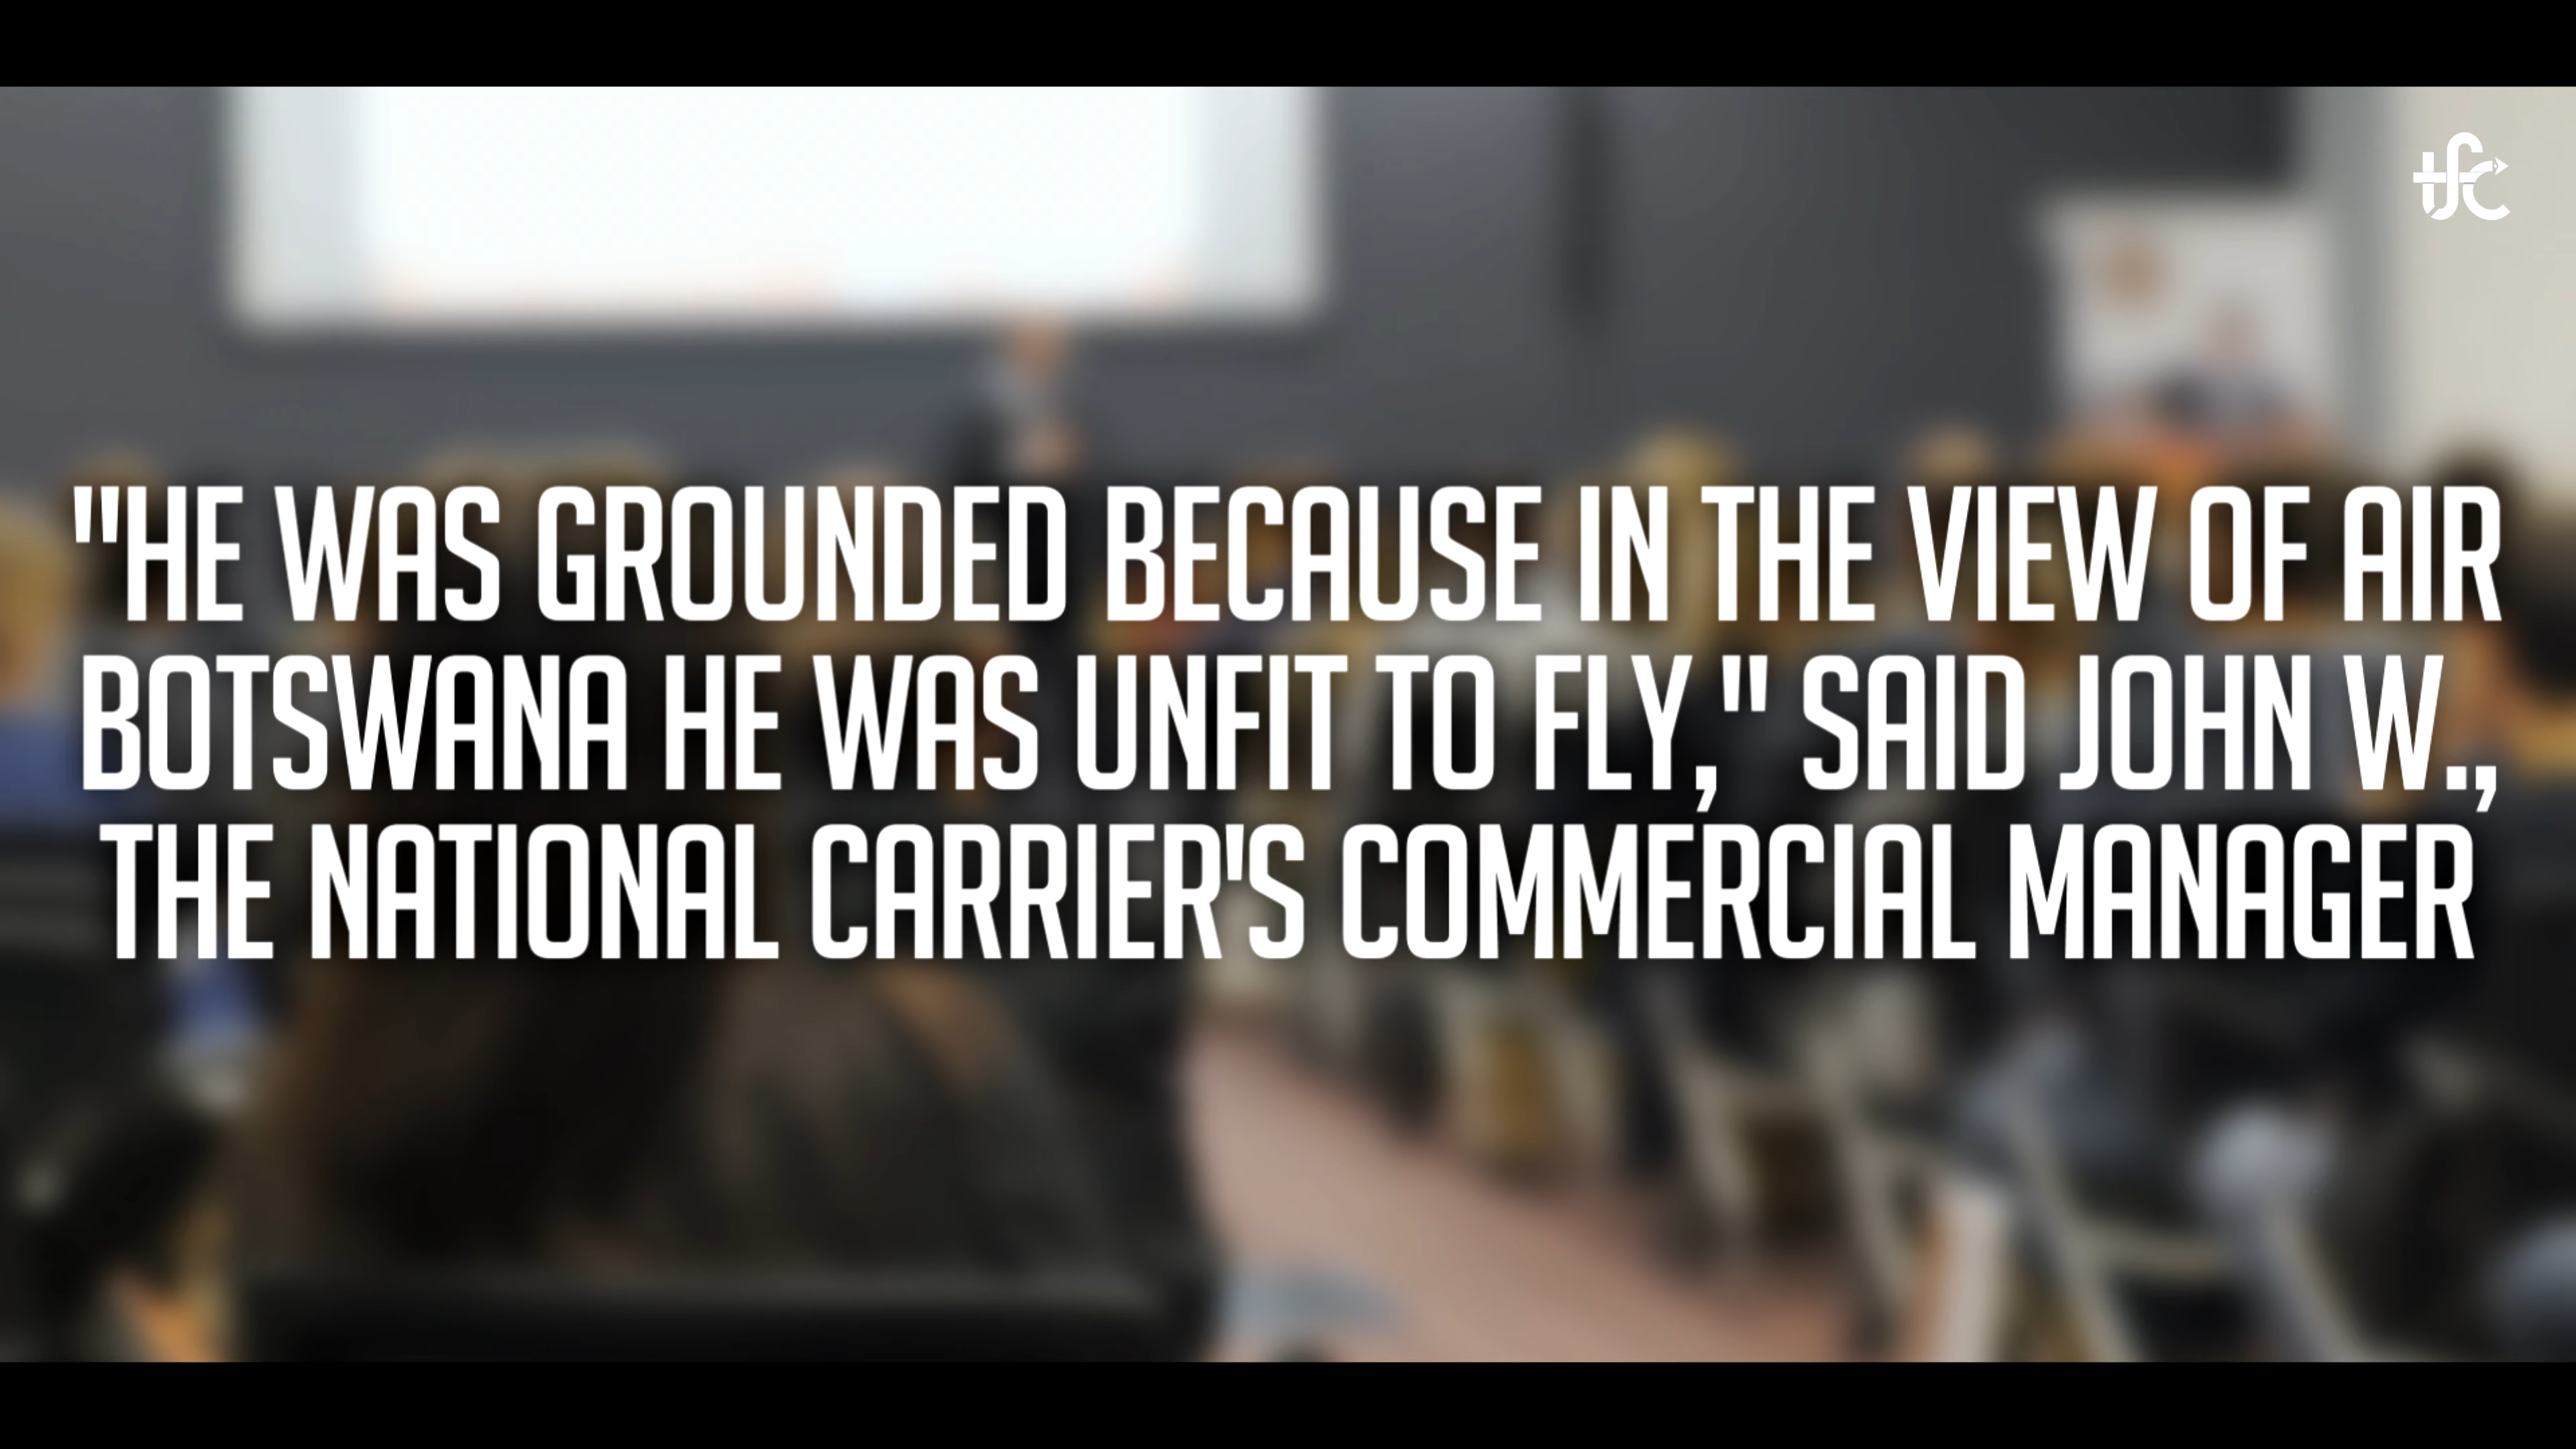 tfc
"HE WAS GROUNDED BECAUSE IN THE VIEW OF AIR
BOTSWANA HE WAS UNFIT TO FLY," SAID JOHN W.,
THE NATIONAL CARRIER'S COMMERCIAL MANAGER